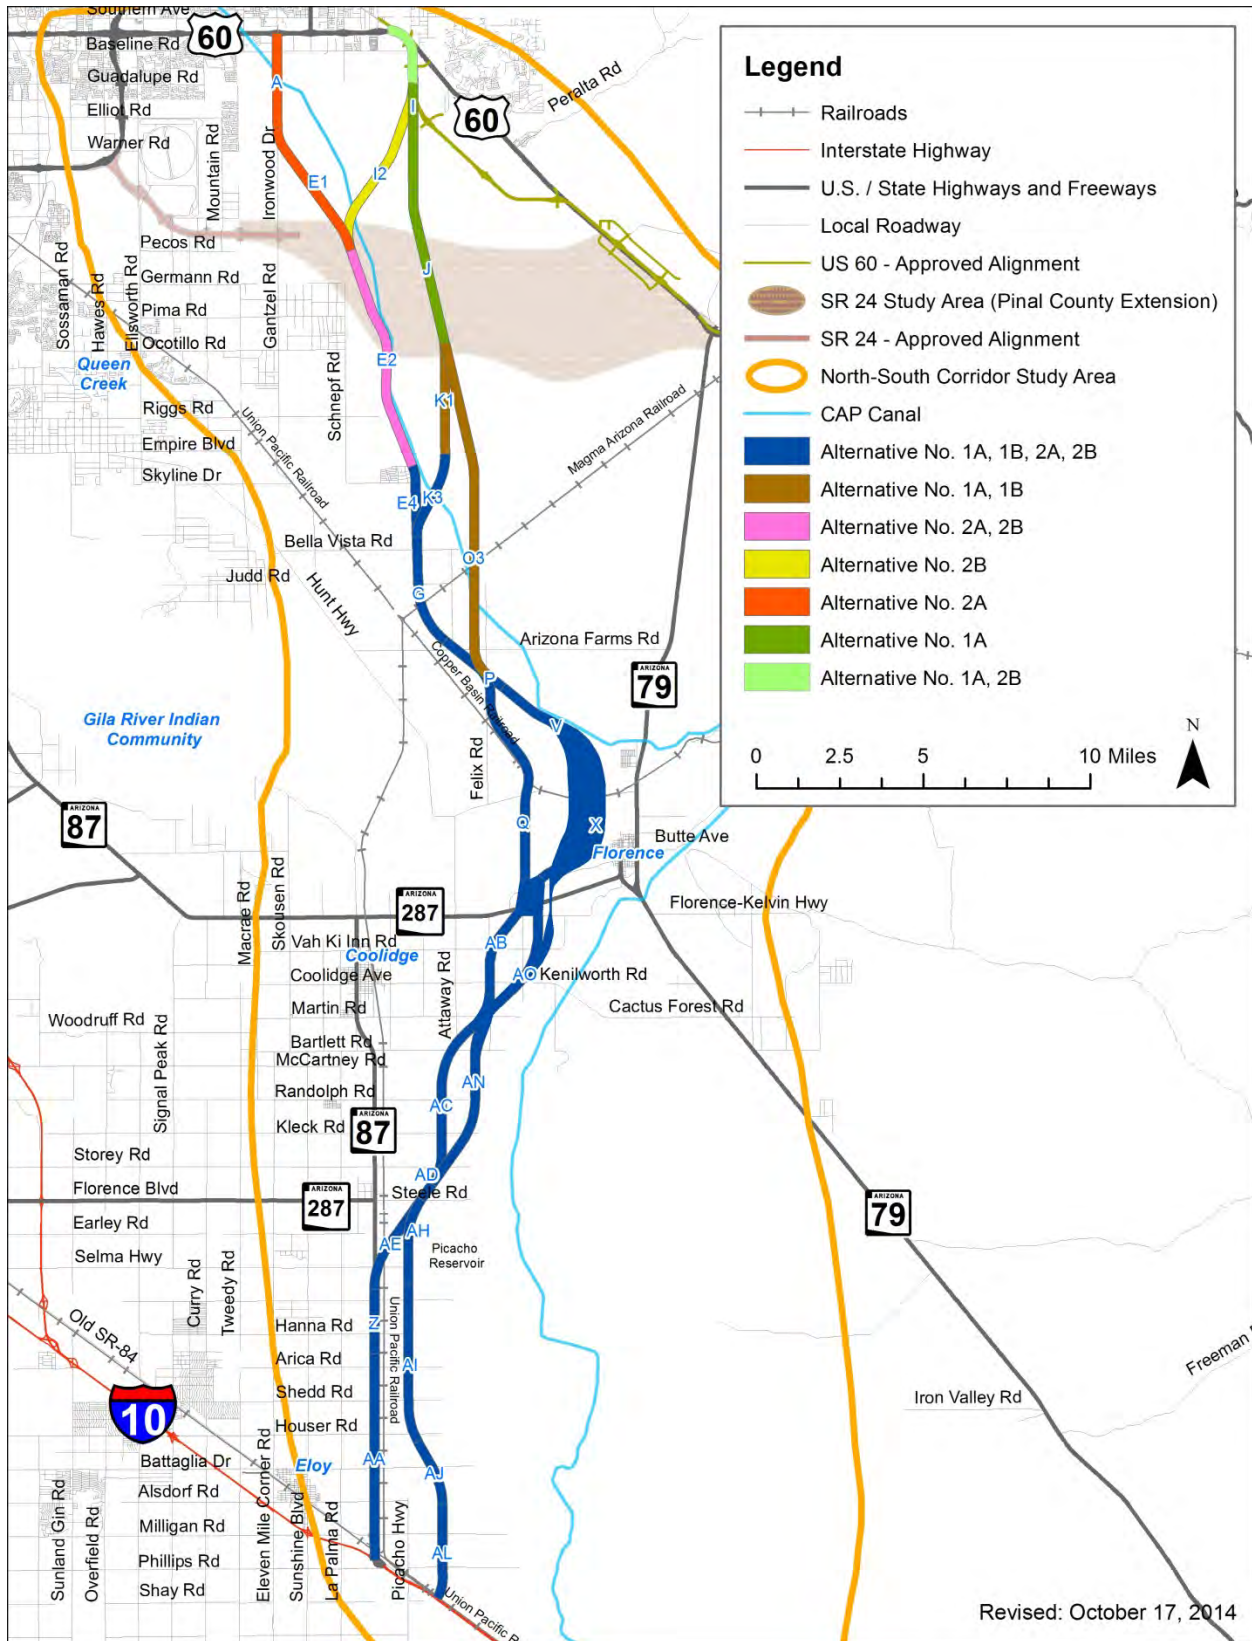 Southern Ave
Baseline Rd
60
Guadalupe Rd
Elliot Rd
Warner Rd
Mountain Rd
Ironwood Dr
A
I
60
Peralta Rd
E1
I2
Pecos Rd
Germann Rd
Pima Rd
Ocotillo Rd
Sossaman Rd
Hawes Rd
Ellsworth Rd
Gantzel Rd
Schnepf Rd
J
E2
Queen
Creek
Riggs Rd
Empire Blvd
Skyline Dr
Union Pacific Railroad
K1
Magma Arizona Railroad
E4
K3
Bella Vista Rd
Judd Rd
Hunt Hwy
O3
G
Arizona Farms Rd
Copper Basin Railroad
P
ARIZONA
79
V
Felix Rd
Gila River Indian
Community
ARIZONA
87
Q
X
Butte Ave
Florence
ARIZONA
287
Florence-Kelvin Hwy
Macrae Rd
Skousen Rd
Vah Ki Inn Rd
Coolidge
Coolidge Ave
Attaway Rd
AB
AO
Kenilworth Rd
Martin Rd
Cactus Forest Rd
Woodruff Rd
Signal Peak Rd
Bartlett Rd
McCartney Rd
Randolph Rd
AN
AC
Kleck Rd
ARIZONA
87
Storey Rd
Florence Blvd
ARIZONA
287
AD
Steele Rd
ARIZONA
79
Earley Rd
Selma Hwy
AH
AE
Picacho
Reservoir
Curry Rd
Tweedy Rd
Old SR-84
Hanna Rd
Z
Union Pacific Railroad
Arica Rd
AI
Shedd Rd
Houser Rd
Freeman
Iron Valley Rd
10
Battaglia Dr
Eloy
AA
AJ
Alsdorf Rd
Milligan Rd
Phillips Rd
Shay Rd
Sunland Gin Rd
Overfield Rd
Eleven Mile Corner Rd
Sunshine Blvd
La Palma Rd
Picacho Hwy
AL
Union Pacific R
Legend
Railroads
Interstate Highway
U.S. / State Highways and Freeways
Local Roadway
US 60 - Approved Alignment
SR 24 Study Area (Pinal County Extension)
SR 24 - Approved Alignment
North-South Corridor Study Area
CAP Canal
Alternative No. 1A, 1B, 2A, 2B
Alternative No. 1A, 1B
Alternative No. 2A, 2B
Alternative No. 2B
Alternative No. 2A
Alternative No. 1A
Alternative No. 1A, 2B
N
0 2.5 5 10 Miles
Revised: October 17, 2014